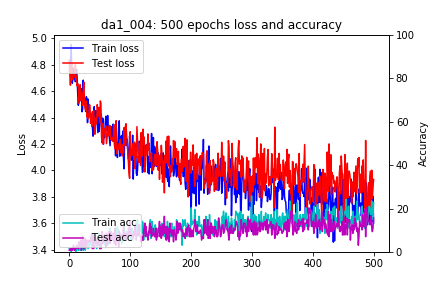 da1_004: 500 epochs loss and accuracy
Train loss
Test loss
Train acc
Test acc
Loss
5.0
4.8
4.6
4.4
4.2
4.0
3.8
3.6
3.4
Accuracy
100
80
60
40
20
0
0 100 200 300 400 500